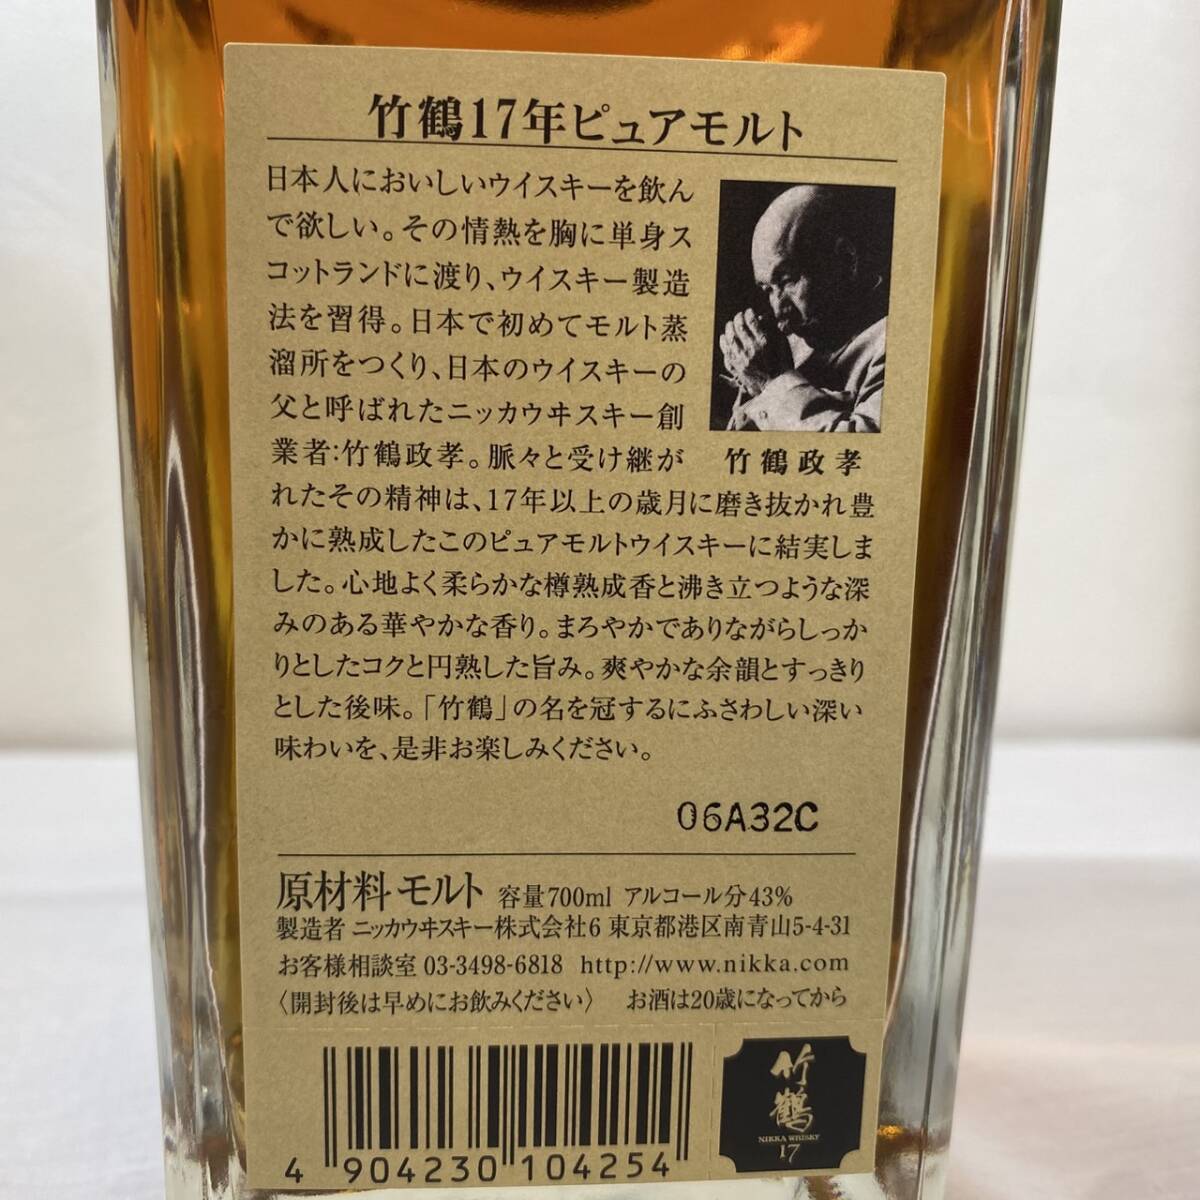 竹鶴17年ピュアモルト
日本人においしいウイスキーを飲ん
で欲しい。その情熱を胸に単身ス
コットランドに渡り、ウイスキー製造
法を習得。日本で初めてモルト蒸
溜所をつくり、日本のウイスキーの
父と呼ばれたニッカウヰスキー創
業者:竹鶴政孝。脈々と受け継が
れたその精神は、17年以上の歳月に磨き抜かれ豊
かに熟成したこのピュアモルトウイスキーに結実しま
した。心地よく柔らかな樽熟成香と沸き立つような深
みのある華やかな香り。まろやかでありながらしっか
りとしたコクと円熟した旨み。爽やかな余韻とすっきり
とした後味。「竹鶴」の名を冠するにふさわしい深い
味わいを、是非お楽しみください。
竹鶴政孝
06A32C
原材料 モルト 容量700ml アルコール分43%
製造者 ニッカウヰスキー株式会社6 東京都港区南青山5-4-31
お客様相談室 03-3498-6818 http://www.nikka.com
〈開封後は早めにお飲みください〉 お酒は20歳になってから
4 904230 104254
竹鶴
NIKKA WHISKY
17